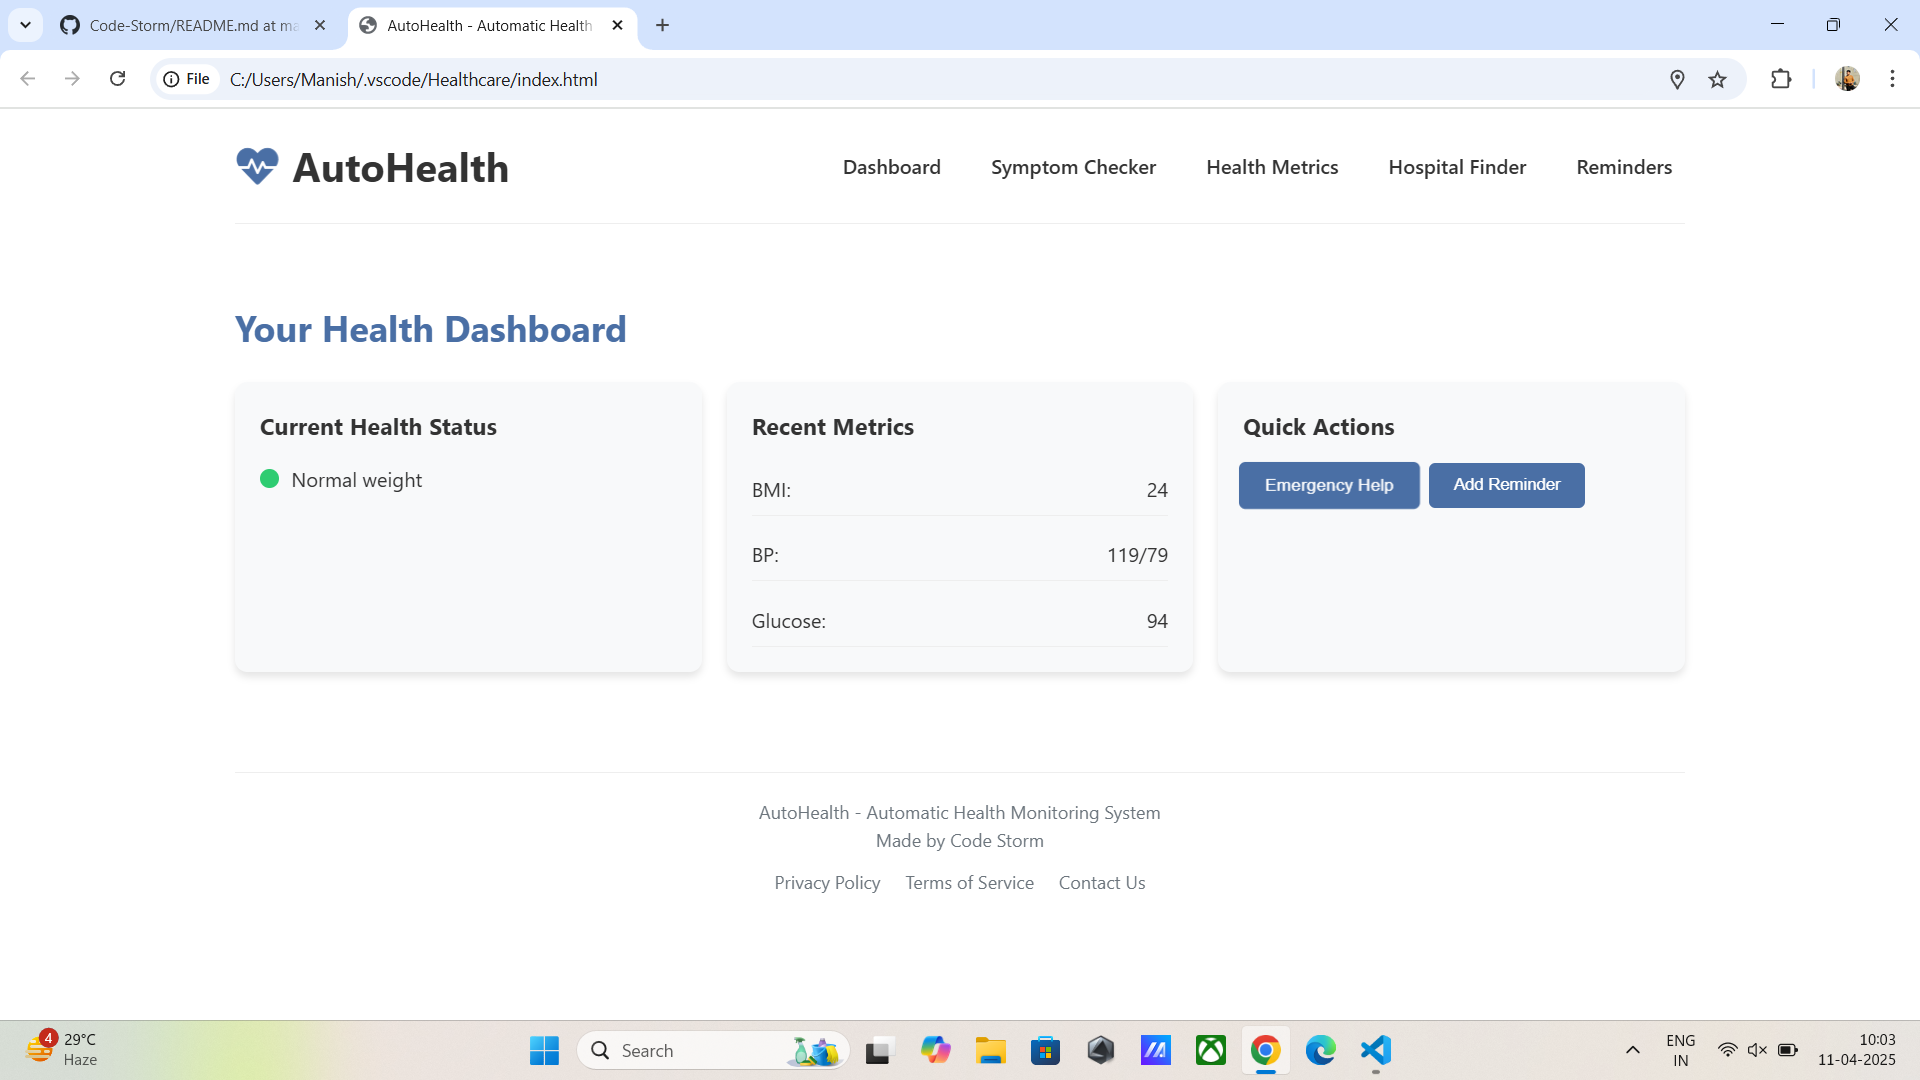 Code-Storm/README.md at ma
AutoHealth - Automatic Health
File
C:/Users/Manish/.vscode/Healthcare/index.html
AutoHealth
Dashboard
Symptom Checker
Health Metrics
Hospital Finder
Reminders
Your Health Dashboard
Current Health Status
Normal weight
Recent Metrics
BMI: 24
BP: 119/79
Glucose: 94
Quick Actions
Emergency Help
Add Reminder
AutoHealth - Automatic Health Monitoring System
Made by Code Storm
Privacy Policy
Terms of Service
Contact Us
4
29°C
Haze
Search
ENG
IN
10:03
11-04-2025